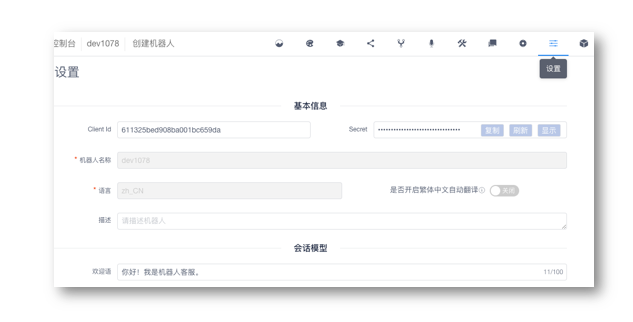 控制台 dev1078 创建机器人
设置
设置
基本信息
Client Id 611325bed908ba001bc659da Secret ······························ 复制 刷新 显示
* 机器人名称 dev1078
* 语言 zh_CN 是否开启繁体中文自动翻译 关闭
描述 请描述机器人
会话模型
欢迎语 你好！我是机器人客服。 11/100